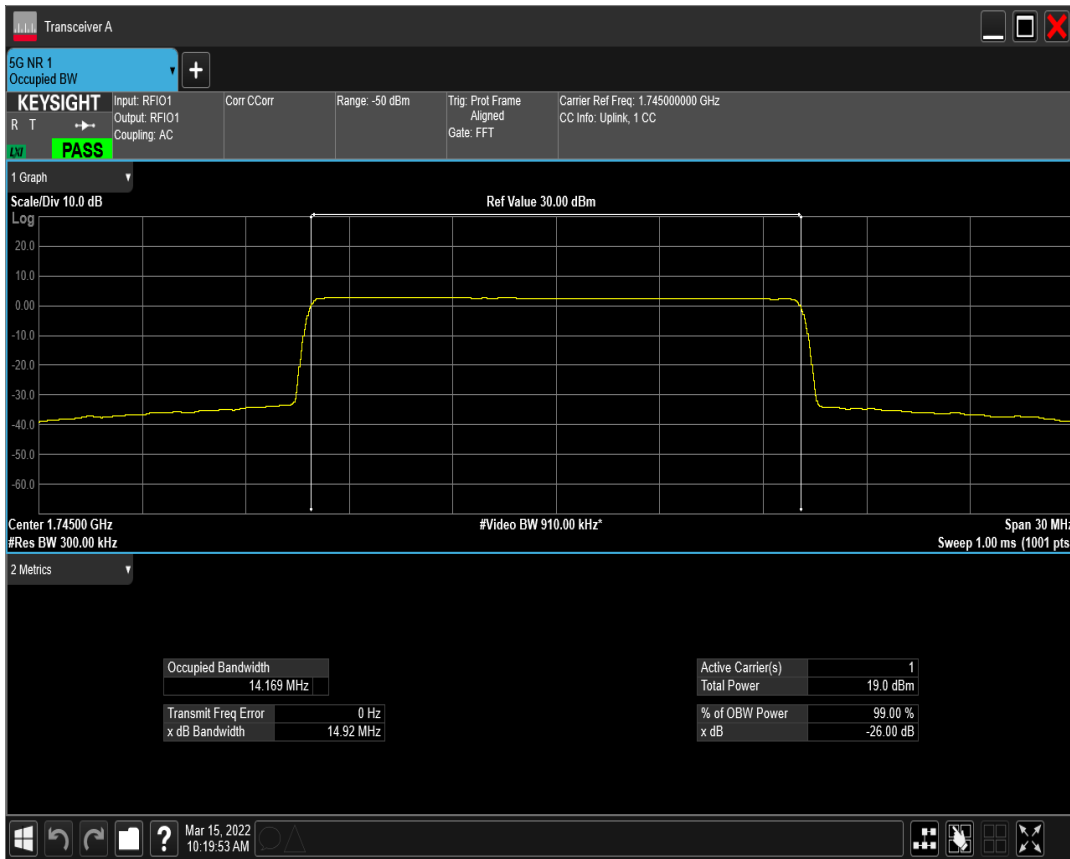 Transceiver A
5G NR 1
Occupied BW
+
KEYSIGHT
R T
LXI
PASS
Input: RFIO1
Output: RFIO1
Coupling: AC
Corr CCorr
Range: -50 dBm
Trig: Prot Frame
Aligned
Gate: FFT
Carrier Ref Freq: 1.745000000 GHz
CC Info: Uplink, 1 CC
1 Graph
Scale/Div 10.0 dB
Ref Value 30.00 dBm
Log
20.0
10.0
0.00
-10.0
-20.0
-30.0
-40.0
-50.0
-60.0
Center 1.74500 GHz
#Video BW 910.00 kHz*
Span 30 MHz
#Res BW 300.00 kHz
Sweep 1.00 ms (1001 pts
2 Metrics
Occupied Bandwidth
14.169 MHz
Transmit Freq Error 0 Hz
x dB Bandwidth 14.92 MHz
Active Carrier(s) 1
Total Power 19.0 dBm
% of OBW Power 99.00 %
x dB -26.00 dB
?
Mar 15, 2022
10:19:53 AM